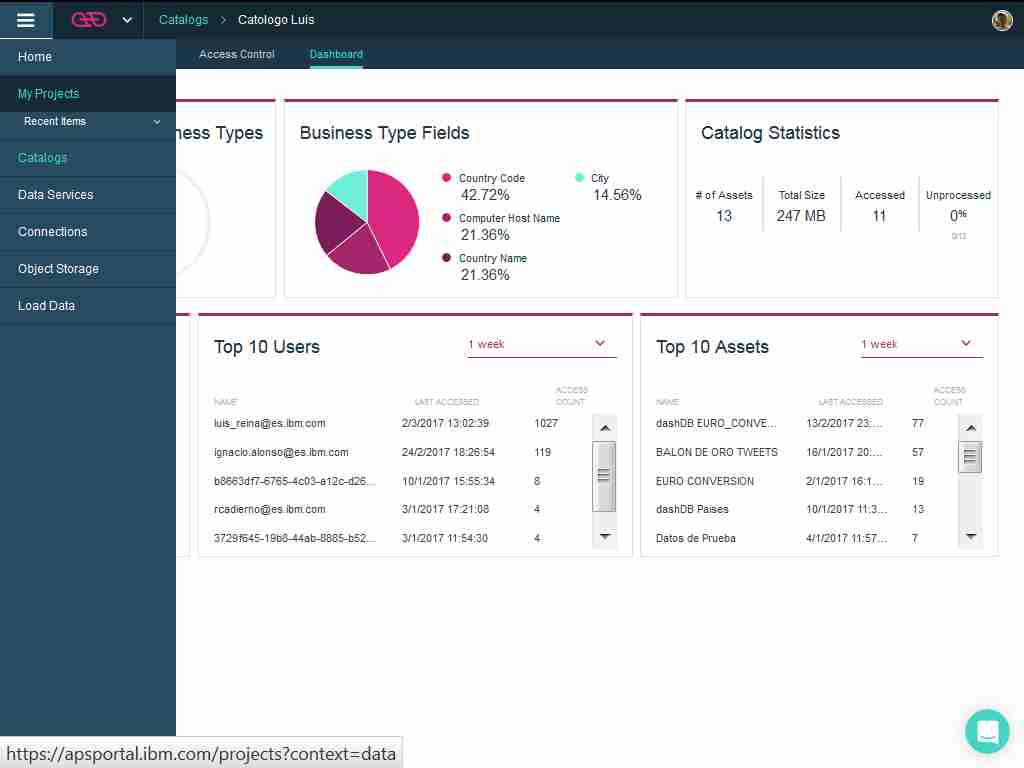 Catalogs > Catologo Luis
Home
My Projects
Recent Items
Catalogs
Data Services
Connections
Object Storage
Load Data
Access Control Dashboard
ness Types
Business Type Fields
Country Code
42.72%
City
14.56%
Computer Host Name
21.36%
Country Name
21.36%
Catalog Statistics
# of Assets Total Size Accessed Unprocessed
13 247 MB 11 0%
0/13
Top 10 Users
1 week
NAME LAST ACCESSED ACCESS COUNT
luis_reina@es.ibm.com 2/3/2017 13:02:39 1027
ignacio.alonso@es.ibm.com 24/2/2017 18:26:54 119
b8663df7-6765-4c03-a12c-d26... 10/1/2017 15:55:34 8
rcadierno@es.ibm.com 3/1/2017 17:21:08 4
3729f645-19b8-44ab-8885-b52... 3/1/2017 11:54:30 4
Top 10 Assets
1 week
NAME LAST ACCESSED ACCESS COUNT
dashDB EURO_CONVE... 13/2/2017 23:... 77
BALON DE ORO TWEETS 16/1/2017 20:... 57
EURO CONVERSION 2/1/2017 16:1... 19
dashDB Paises 10/1/2017 11:3... 13
Datos de Prueba 4/1/2017 11:57... 7
https://apsportal.ibm.com/projects?context=data